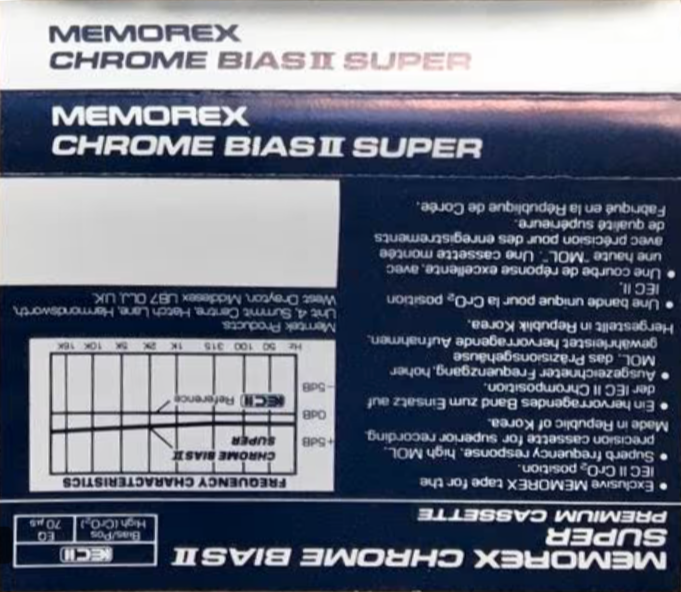 MEMOREX
CHROME BIAS II SUPER
MEMOREX
CHROME BIAS II SUPER
MEMOREX CHROME BIAS II
SUPER
PREMIUM CASSETTE
IEC II
Bias/Pos
High (CrO₂)
EQ
70 µs
• Exclusive MEMOREX tape for the
IEC II CrO₂ position.
• Superb frequency response, high MOL,
precision cassette for superior recording.
Made in Republic of Korea.
• Ein hervorragendes Band zum Einsatz auf
der IEC II Chromposition.
• Ausgezeichneter Frequenzgang, hoher
MOL, das Präzisionsgehäuse
gewährleistet hervorragende Aufnahmen.
Hergestellt in Republik Korea.
• Une bande unique pour la CrO₂ position
IEC II.
• Une courbe de réponse excellente, avec
une haute "MOL". Une cassette montée
avec précision pour des enregistrements
de qualité supérieure.
Fabriqué en la République de Corée.
FREQUENCY CHARACTERISTICS
CHROME BIAS II
SUPER
+5dB
0dB
-5dB
IEC II Reference
Hz 50 100 315 1K 2K 5K 10K 16K
Memtek Products
Unit 4, Summit Centre, Hatch Lane, Harmondsworth,
West Drayton, Middlesex UB7 0LJ, UK.